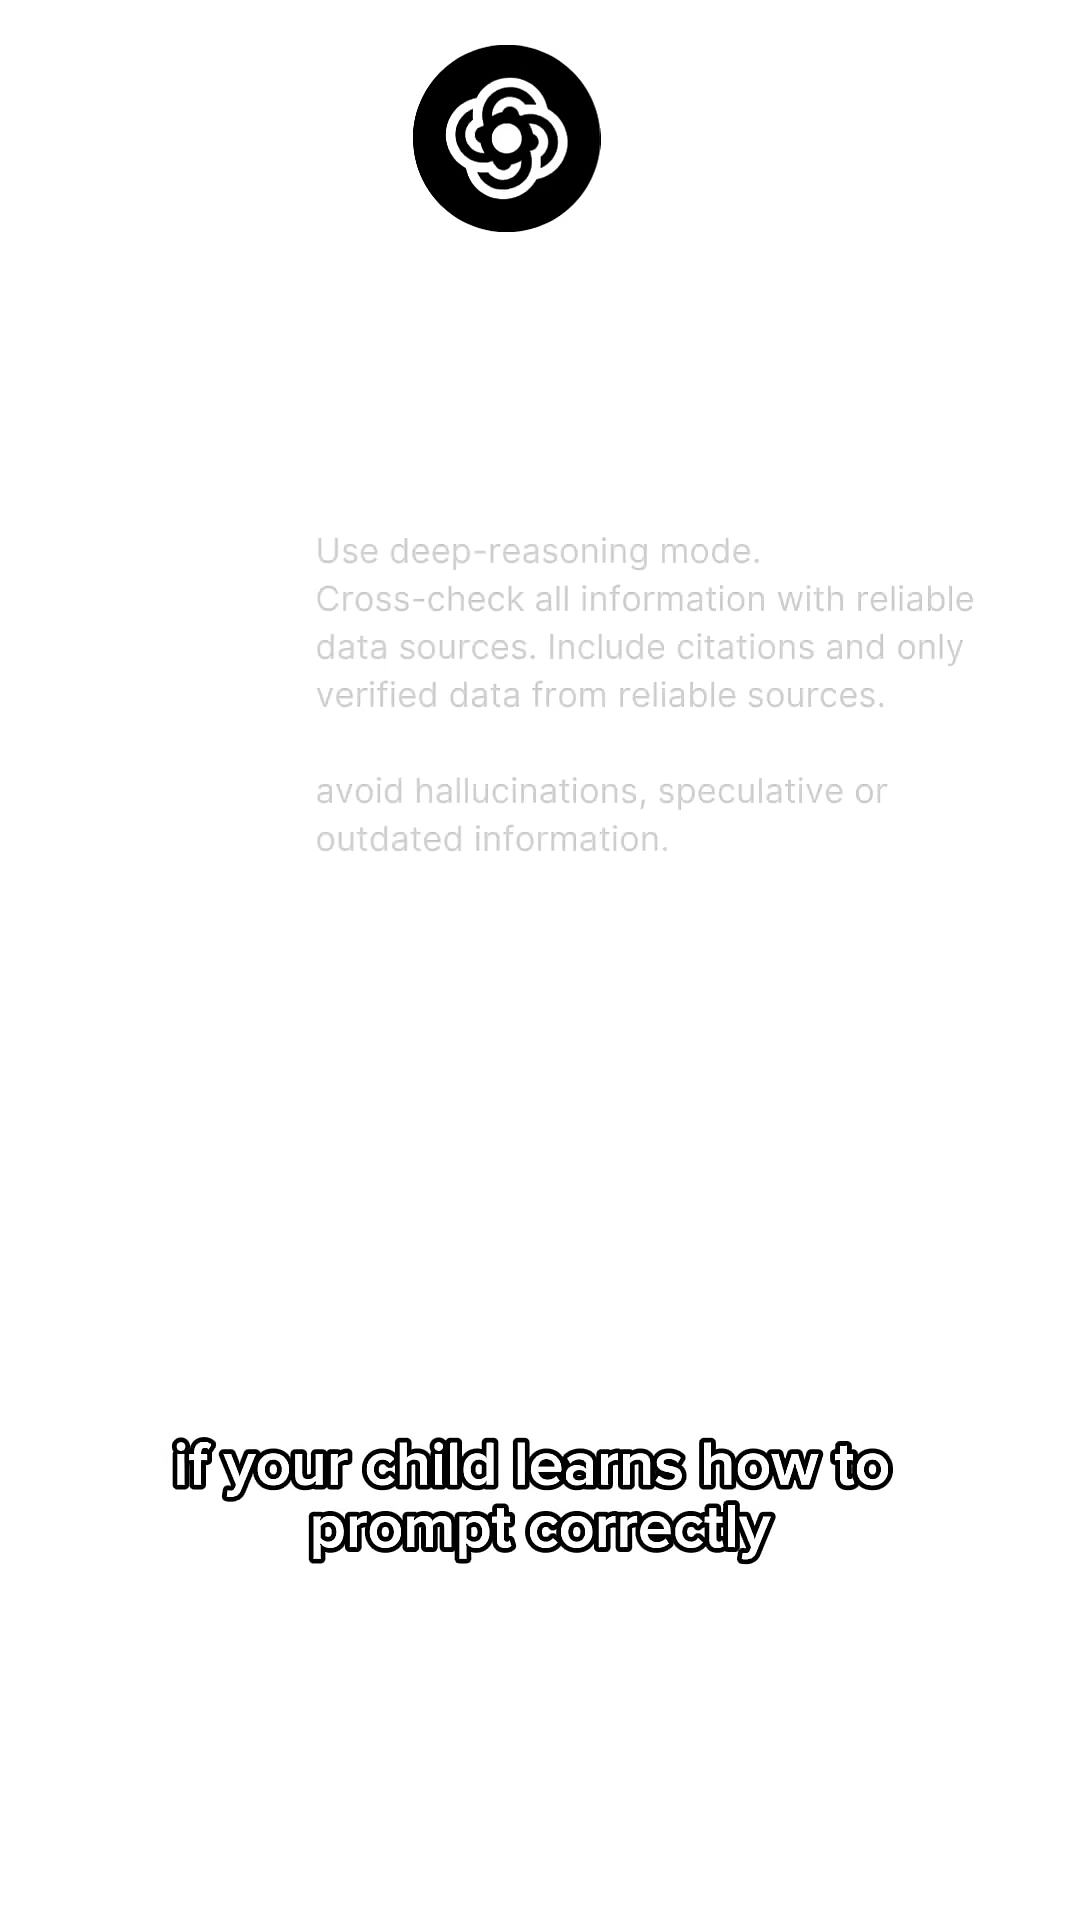 Use deep-reasoning mode.
Cross-check all information with reliable
data sources. Include citations and only
verified data from reliable sources.
avoid hallucinations, speculative or
outdated information.
if your child learns how to
prompt correctly